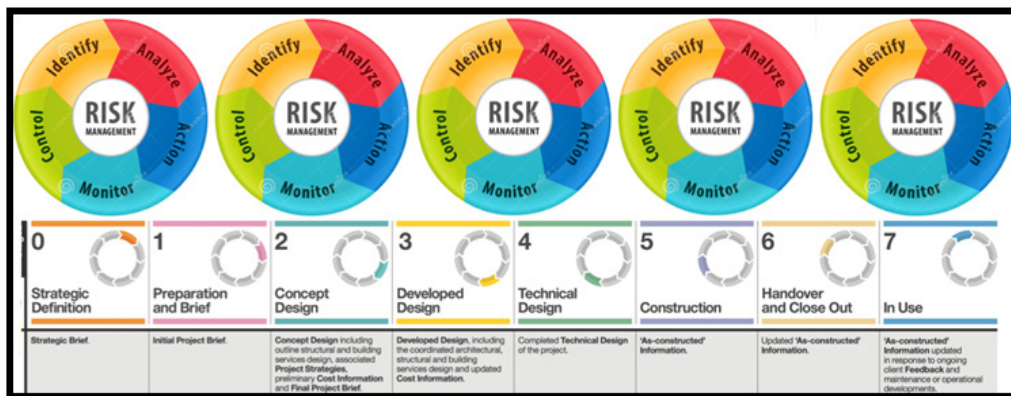 Identify
Analyze
Action
Monitor
Control
RISK
MANAGEMENT
Identify
Analyze
Action
Monitor
Control
RISK
MANAGEMENT
Identify
Analyze
Action
Monitor
Control
RISK
MANAGEMENT
Identify
Analyze
Action
Monitor
Control
RISK
MANAGEMENT
Identify
Analyze
Action
Monitor
Control
RISK
MANAGEMENT
0
Strategic
Definition
1
Preparation
and Brief
2
Concept
Design
3
Developed
Design
4
Technical
Design
5
Construction
6
Handover
and Close Out
7
In Use
Strategic Brief.
Initial Project Brief.
Concept Design including
outline structural and building
services design, associated
Project Strategies,
preliminary Cost Information
and Final Project Brief.
Developed Design, including
the coordinated architectural,
structural and building
services design and updated
Cost Information.
Completed Technical Design
of the project.
'As-constructed'
Information.
Updated 'As-constructed'
Information.
'As-constructed'
Information updated
in response to ongoing
client Feedback and
maintenance or operational
developments.